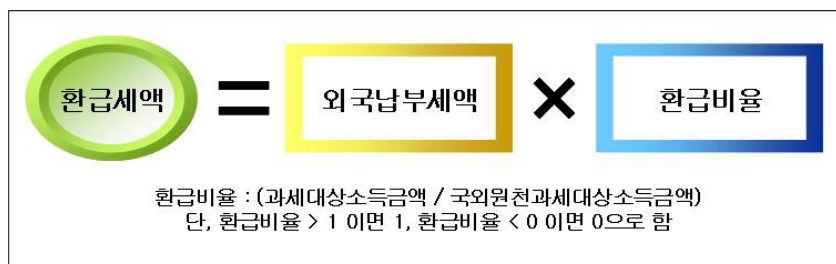 환급세액 = 외국납부세액 × 환급비율
환급비율 : (과세대상소득금액 / 국외원천과세대상소득금액)
단, 환급비율 > 1 이면 1, 환급비율 < 0 이면 0으로 함